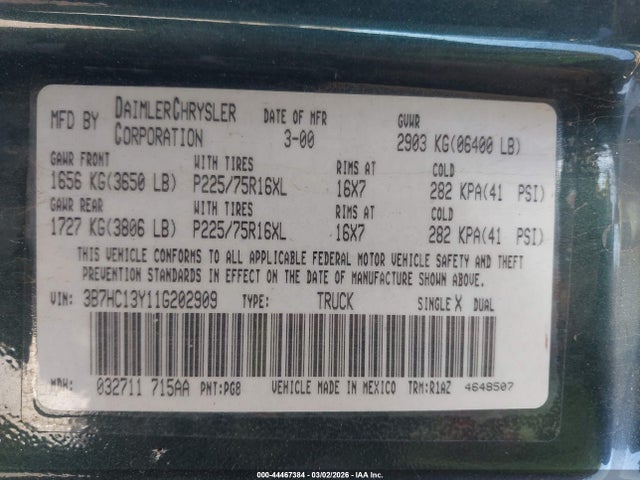 MFD BY DAIMLERCHRYSLER CORPORATION DATE OF MFR 3-00 GVWR 2903 KG(06400 LB)
GAWR FRONT WITH TIRES RIMS AT COLD
1656 KG(3650 LB) P225/75R16XL 16X7 282 KPA(41 PSI)
GAWR REAR WITH TIRES RIMS AT COLD
1727 KG(3806 LB) P225/75R16XL 16X7 282 KPA(41 PSI)
THIS VEHICLE CONFORMS TO ALL APPLICABLE FEDERAL MOTOR VEHICLE SAFETY AND THEFT
PREVENTION STANDARDS IN EFFECT ON THE DATE OF MANUFACTURE SHOWN ABOVE.
VIN: 3B7HC13Y11G202909 TYPE: TRUCK SINGLE X DUAL
MDH: 032711 715AA PNT:PG8 VEHICLE MADE IN MEXICO TRM:R1AZ 4648507
000-44467384 | 03/02/2026 | IAA Inc.